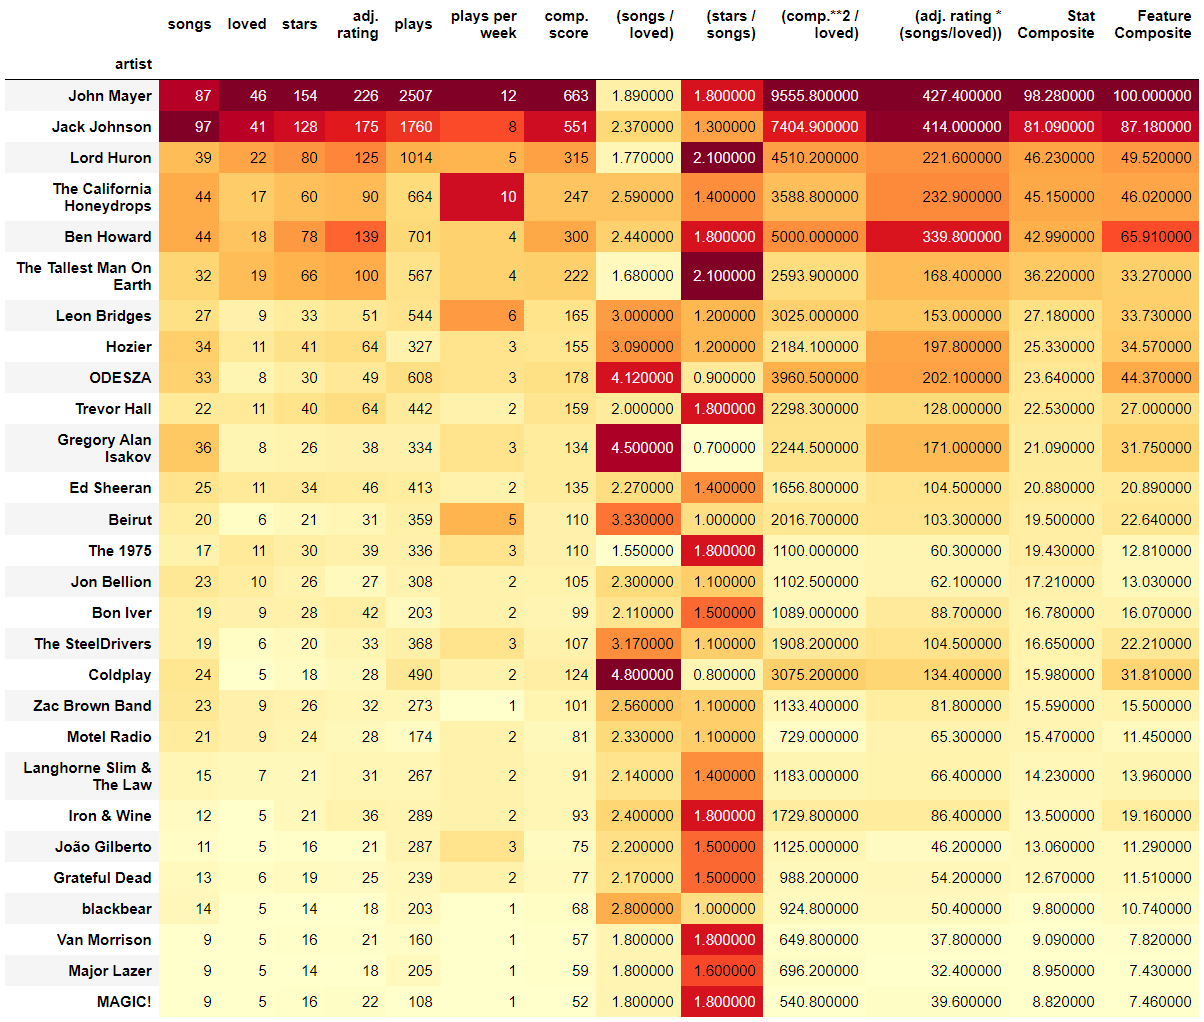 songs loved stars adj. rating plays plays per week comp. score (songs / loved) (stars / songs) (comp.**2 / loved) (adj. rating * (songs/loved)) Stat Composite Feature Composite
artist
John Mayer 87 46 154 226 2507 12 663 1.890000 1.800000 9555.800000 427.400000 98.280000 100.000000
Jack Johnson 97 41 128 175 1760 8 551 2.370000 1.300000 7404.900000 414.000000 81.090000 87.180000
Lord Huron 39 22 80 125 1014 5 315 1.770000 2.100000 4510.200000 221.600000 46.230000 49.520000
The California Honeydrops 44 17 60 90 664 10 247 2.590000 1.400000 3588.800000 232.900000 45.150000 46.020000
Ben Howard 44 18 78 139 701 4 300 2.440000 1.800000 5000.000000 339.800000 42.990000 65.910000
The Tallest Man On Earth 32 19 66 100 567 4 222 1.680000 2.100000 2593.900000 168.400000 36.220000 33.270000
Leon Bridges 27 9 33 51 544 6 165 3.000000 1.200000 3025.000000 153.000000 27.180000 33.730000
Hozier 34 11 41 64 327 3 155 3.090000 1.200000 2184.100000 197.800000 25.330000 34.570000
ODESZA 33 8 30 49 608 3 178 4.120000 0.900000 3960.500000 202.100000 23.640000 44.370000
Trevor Hall 22 11 40 64 442 2 159 2.000000 1.800000 2298.300000 128.000000 22.530000 27.000000
Gregory Alan Isakov 36 8 26 38 334 3 134 4.500000 0.700000 2244.500000 171.000000 21.090000 31.750000
Ed Sheeran 25 11 34 46 413 2 135 2.270000 1.400000 1656.800000 104.500000 20.880000 20.890000
Beirut 20 6 21 31 359 5 110 3.330000 1.000000 2016.700000 103.300000 19.500000 22.640000
The 1975 17 11 30 39 336 3 110 1.550000 1.800000 1100.000000 60.300000 19.430000 12.810000
Jon Bellion 23 10 26 27 308 2 105 2.300000 1.100000 1102.500000 62.100000 17.210000 13.030000
Bon Iver 19 9 28 42 203 2 99 2.110000 1.500000 1089.000000 88.700000 16.780000 16.070000
The SteelDrivers 19 6 20 33 368 3 107 3.170000 1.100000 1908.200000 104.500000 16.650000 22.210000
Coldplay 24 5 18 28 490 2 124 4.800000 0.800000 3075.200000 134.400000 15.980000 31.810000
Zac Brown Band 23 9 26 32 273 1 101 2.560000 1.100000 1133.400000 81.800000 15.590000 15.500000
Motel Radio 21 9 24 28 174 2 81 2.330000 1.100000 729.000000 65.300000 15.470000 11.450000
Langhorne Slim & The Law 15 7 21 31 267 2 91 2.140000 1.400000 1183.000000 66.400000 14.230000 13.960000
Iron & Wine 12 5 21 36 289 2 93 2.400000 1.800000 1729.800000 86.400000 13.500000 19.160000
João Gilberto 11 5 16 21 287 3 75 2.200000 1.500000 1125.000000 46.200000 13.060000 11.290000
Grateful Dead 13 6 19 25 239 2 77 2.170000 1.500000 988.200000 54.200000 12.670000 11.510000
blackbear 14 5 14 18 203 1 68 2.800000 1.000000 924.800000 50.400000 9.800000 10.740000
Van Morrison 9 5 16 21 160 1 57 1.800000 1.800000 649.800000 37.800000 9.090000 7.820000
Major Lazer 9 5 14 18 205 1 59 1.800000 1.600000 696.200000 32.400000 8.950000 7.430000
MAGIC! 9 5 16 22 108 1 52 1.800000 1.800000 540.800000 39.600000 8.820000 7.460000